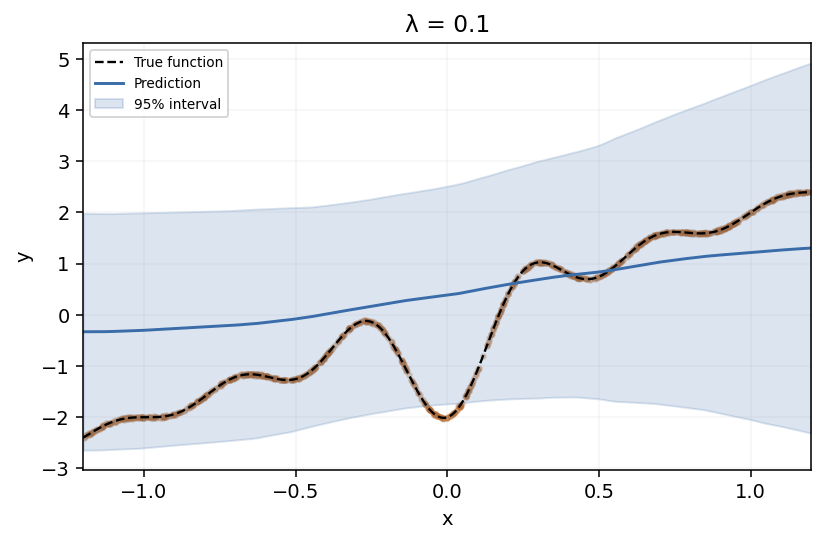 λ = 0.1
5
4
3
2
1
0
−1
−2
−3
y
True function
Prediction
95% interval
−1.0
−0.5
0.0
0.5
1.0
x